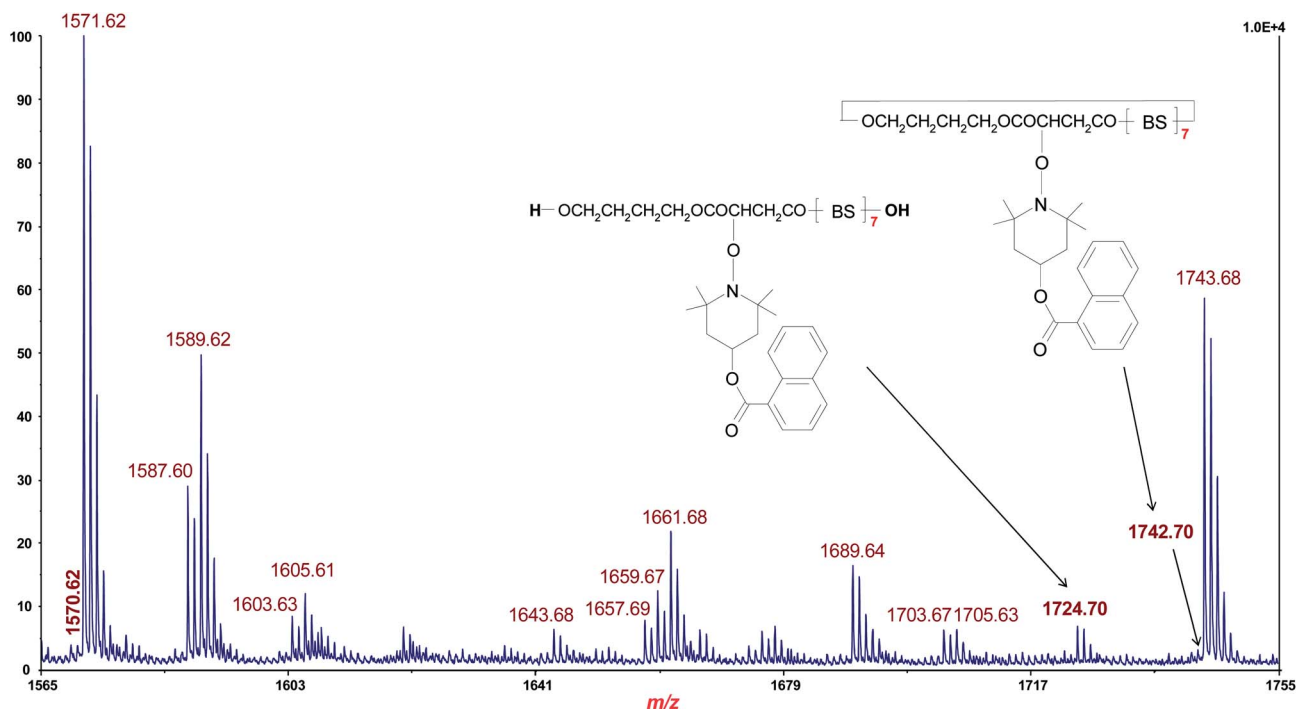 1571.62
100
1.0E+4
90
80
70
60
50
40
30
20
10
0
OCH2CH2CH2CH2OCOCHCH2CO BS 7
O
N
O
O
H OCH2CH2CH2CH2OCOCHCH2CO BS 7 OH
O
N
O
O
1743.68
1589.62
1587.60
1742.70
1661.68
1689.64
1570.62
1605.61
1659.67
1603.63
1657.69
1643.68
1703.67 1705.63
1724.70
1565
1603
1641
1679
1717
1755
m/z